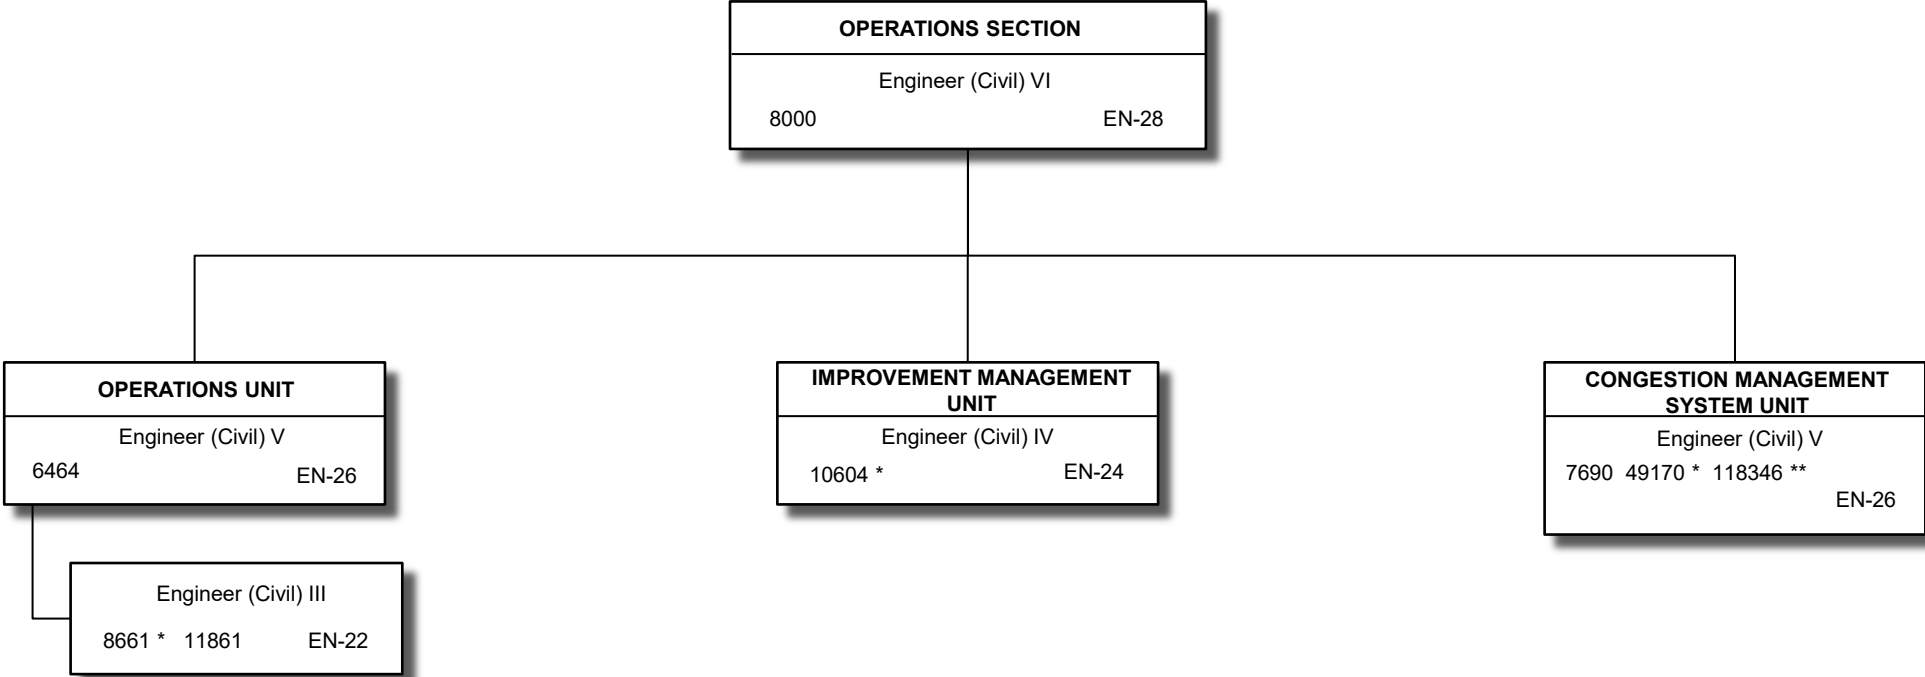 OPERATIONS SECTION
Engineer (Civil) VI
8000 EN-28
OPERATIONS UNIT
Engineer (Civil) V
6464 EN-26
Engineer (Civil) III
8661 * 11861 EN-22
IMPROVEMENT MANAGEMENT
UNIT
Engineer (Civil) IV
10604 * EN-24
CONGESTION MANAGEMENT
SYSTEM UNIT
Engineer (Civil) V
7690 49170 * 118346 **
EN-26